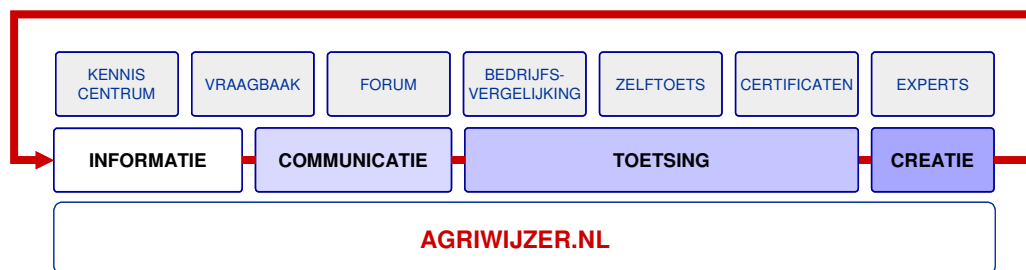 KENNIS
CENTRUM
VRAAGBAAK
FORUM
BEDRIJFS-
VERGELIJKING
ZELFTOETS
CERTIFICATEN
EXPERTS
INFORMATIE
COMMUNICATIE
TOETSING
CREATIE
AGRIWIJZER.NL